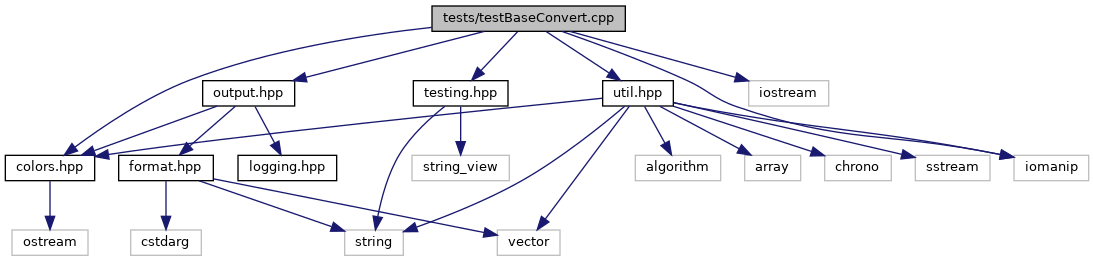 tests/testBaseConvert.cpp
output.hpp
testing.hpp
util.hpp
iostream
colors.hpp
format.hpp
logging.hpp
string_view
algorithm
array
chrono
sstream
iomanip
ostream
cstdarg
string
vector